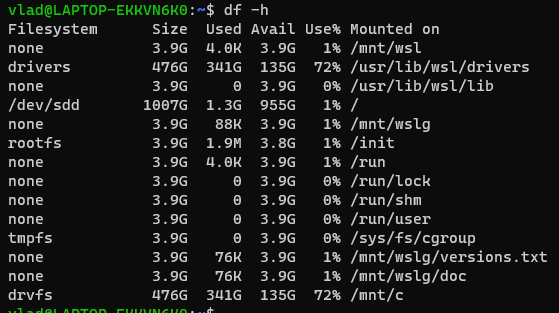 vlad@LAPTOP-EKKVN6K0:~$ df -h
Filesystem      Size  Used Avail Use% Mounted on
none            3.9G  4.0K  3.9G   1% /mnt/wsl
drivers         476G  341G  135G  72% /usr/lib/wsl/drivers
none            3.9G     0  3.9G   0% /usr/lib/wsl/lib
/dev/sdd       1007G  1.3G  955G   1% /
none            3.9G   88K  3.9G   1% /mnt/wslg
rootfs          3.9G  1.9M  3.8G   1% /init
none            3.9G  4.0K  3.9G   1% /run
none            3.9G     0  3.9G   0% /run/lock
none            3.9G     0  3.9G   0% /run/shm
none            3.9G     0  3.9G   0% /run/user
tmpfs           3.9G     0  3.9G   0% /sys/fs/cgroup
none            3.9G   76K  3.9G   1% /mnt/wslg/versions.txt
none            3.9G   76K  3.9G   1% /mnt/wslg/doc
drvfs           476G  341G  135G  72% /mnt/c
vlad@LAPTOP-EKKVN6K0:~$